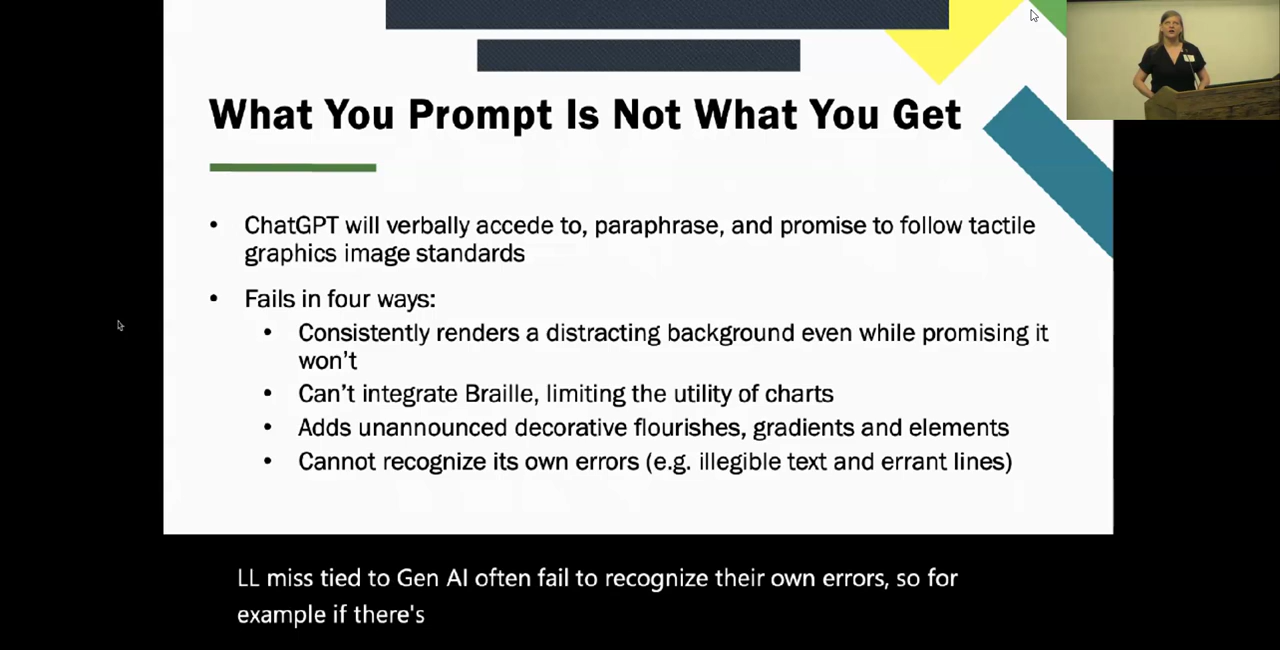 What You Prompt Is Not What You Get
• ChatGPT will verbally accede to, paraphrase, and promise to follow tactile
graphics image standards
• Fails in four ways:
• Consistently renders a distracting background even while promising it
won't
• Can't integrate Braille, limiting the utility of charts
• Adds unannounced decorative flourishes, gradients and elements
• Cannot recognize its own errors (e.g. illegible text and errant lines)
LL miss tied to Gen AI often fail to recognize their own errors, so for
example if there's